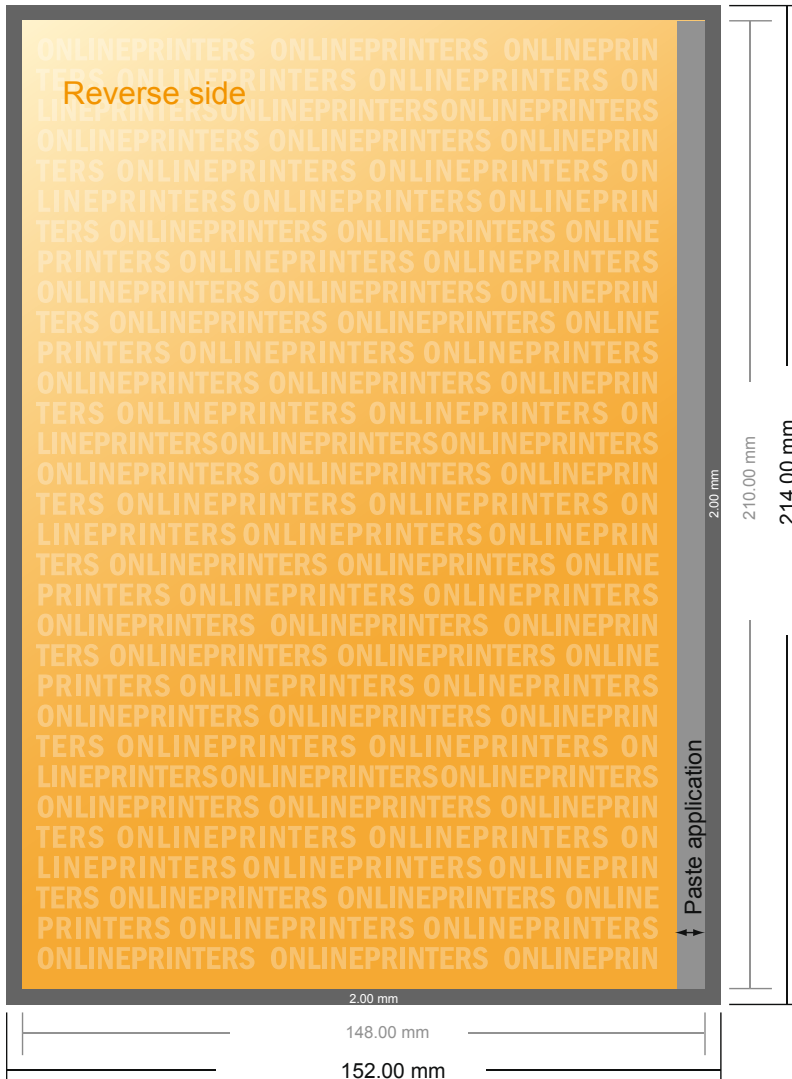 ONLINEPRINTERS ONLINEPRINTERS ONLINEPRIN
TERS ONLINEPRINTERS ONLINEPRINTERS ON
Reverse side
LINEPRINTERSONLINEPRINTERSONLINEPRINTERS
ONLINEPRINTERS ONLINEPRINTERS ONLINEPRIN
TERS ONLINEPRINTERS ONLINEPRINTERS ON
LINEPRINTERS ONLINEPRINTERS ONLINEPRIN
TERS ONLINEPRINTERS ONLINEPRINTERS ONLINE
PRINTERS ONLINEPRINTERS ONLINEPRINTERS
ONLINEPRINTERS ONLINEPRINTERS ONLINEPRIN
TERS ONLINEPRINTERS ONLINEPRINTERS ONLINE
PRINTERS ONLINEPRINTERS ONLINEPRINTERS
ONLINEPRINTERS ONLINEPRINTERS ONLINEPRIN
TERS ONLINEPRINTERS ONLINEPRINTERS ON
LINEPRINTERSONLINEPRINTERSONLINEPRINTERS
ONLINEPRINTERS ONLINEPRINTERS ONLINEPRIN
TERS ONLINEPRINTERS ONLINEPRINTERS ON
LINEPRINTERS ONLINEPRINTERS ONLINEPRIN
TERS ONLINEPRINTERS ONLINEPRINTERS ONLINE
PRINTERS ONLINEPRINTERS ONLINEPRINTERS
ONLINEPRINTERS ONLINEPRINTERS ONLINEPRIN
TERS ONLINEPRINTERS ONLINEPRINTERS ONLINE
PRINTERS ONLINEPRINTERS ONLINEPRINTERS
ONLINEPRINTERS ONLINEPRINTERS ONLINEPRIN
TERS ONLINEPRINTERS ONLINEPRINTERS ON
LINEPRINTERSONLINEPRINTERSONLINEPRINTERS
ONLINEPRINTERS ONLINEPRINTERS ONLINEPRIN
TERS ONLINEPRINTERS ONLINEPRINTERS ON
LINEPRINTERS ONLINEPRINTERS ONLINEPRIN
TERS ONLINEPRINTERS ONLINEPRINTERS ONLINE
PRINTERS ONLINEPRINTERS ONLINEPRINTERS
ONLINEPRINTERS ONLINEPRINTERS ONLINEPRIN
Paste application
2.00 mm
210.00 mm
214.00 mm
2.00 mm
148.00 mm
152.00 mm